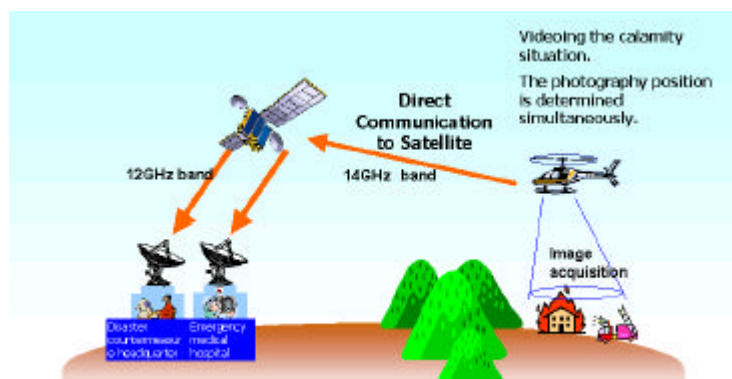 Videoing the calamity
situation.
The photography position
is determined
simultaneously.
Direct
Communication
to Satellite
12GHz band
14GHz band
Image
acquisition
Disaster
countermeasur
e headquarter
Emergency
medical
hospital